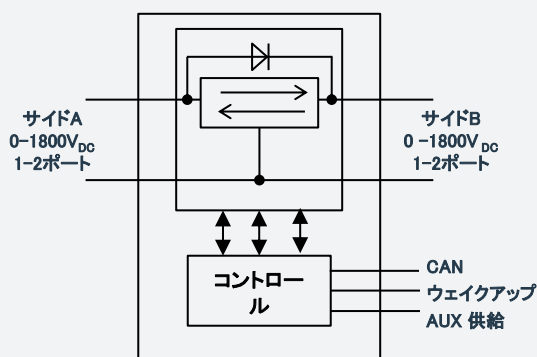 サイドA
0-1800VDC
1-2ポート
サイドB
0 -1800V DC
1-2ポート
コントロー
ル
CAN
ウェイクアップ
AUX 供給